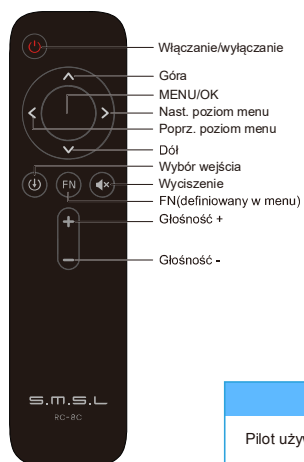 Włączanie/wyłączanie
Góra
MENU/OK
Nast. poziom menu
Poprz. poziom menu
Dół
Wybór wejścia
FN
Wyciszenie
FN(definiowany w menu)
Głośność +
Głośność -
S.M.S.L
RC-8C
Pilot